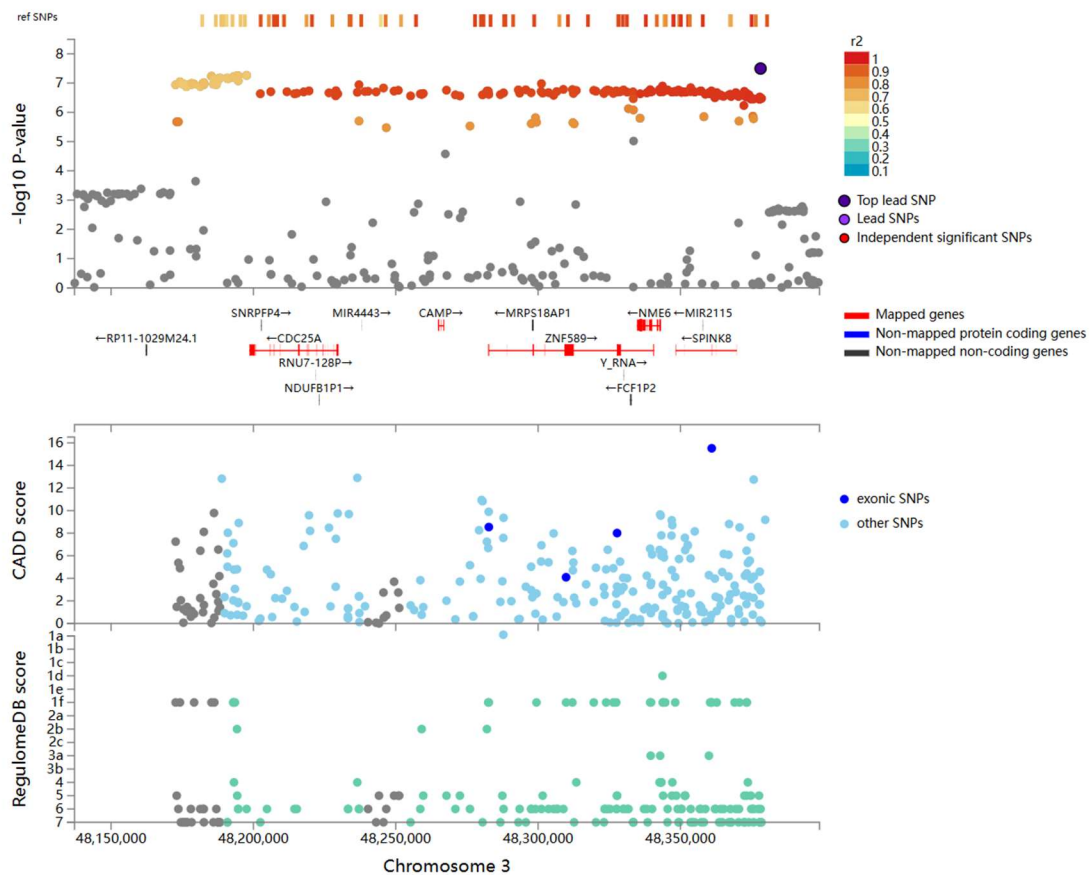 ref SNPs
-log10 P-value
8
7
6
5
4
3
2
1
0
r2
1
0.9
0.8
0.7
0.6
0.5
0.4
0.3
0.2
0.1
Top lead SNP
Lead SNPs
Independent significant SNPs
SNRPFP4→ MIR4443→ CAMP→ ←MRPS18AP1 ←NME6 ←MIR2115
←RP11-1029M24.1 ←CDC25A ZNF589→ ←SPINK8
RNU7-128P→ Y_RNA→
NDUFB1P1→ ←FCF1P2
Mapped genes
Non-mapped protein coding genes
Non-mapped non-coding genes
CADD score
16
14
12
10
8
6
4
2
0
exonic SNPs
other SNPs
RegulomeDB score
1a
1b
1c
1d
1e
1f
2a
2b
2c
3a
3b
4
5
6
7
48,150,000 48,200,000 48,250,000 48,300,000 48,350,000
Chromosome 3